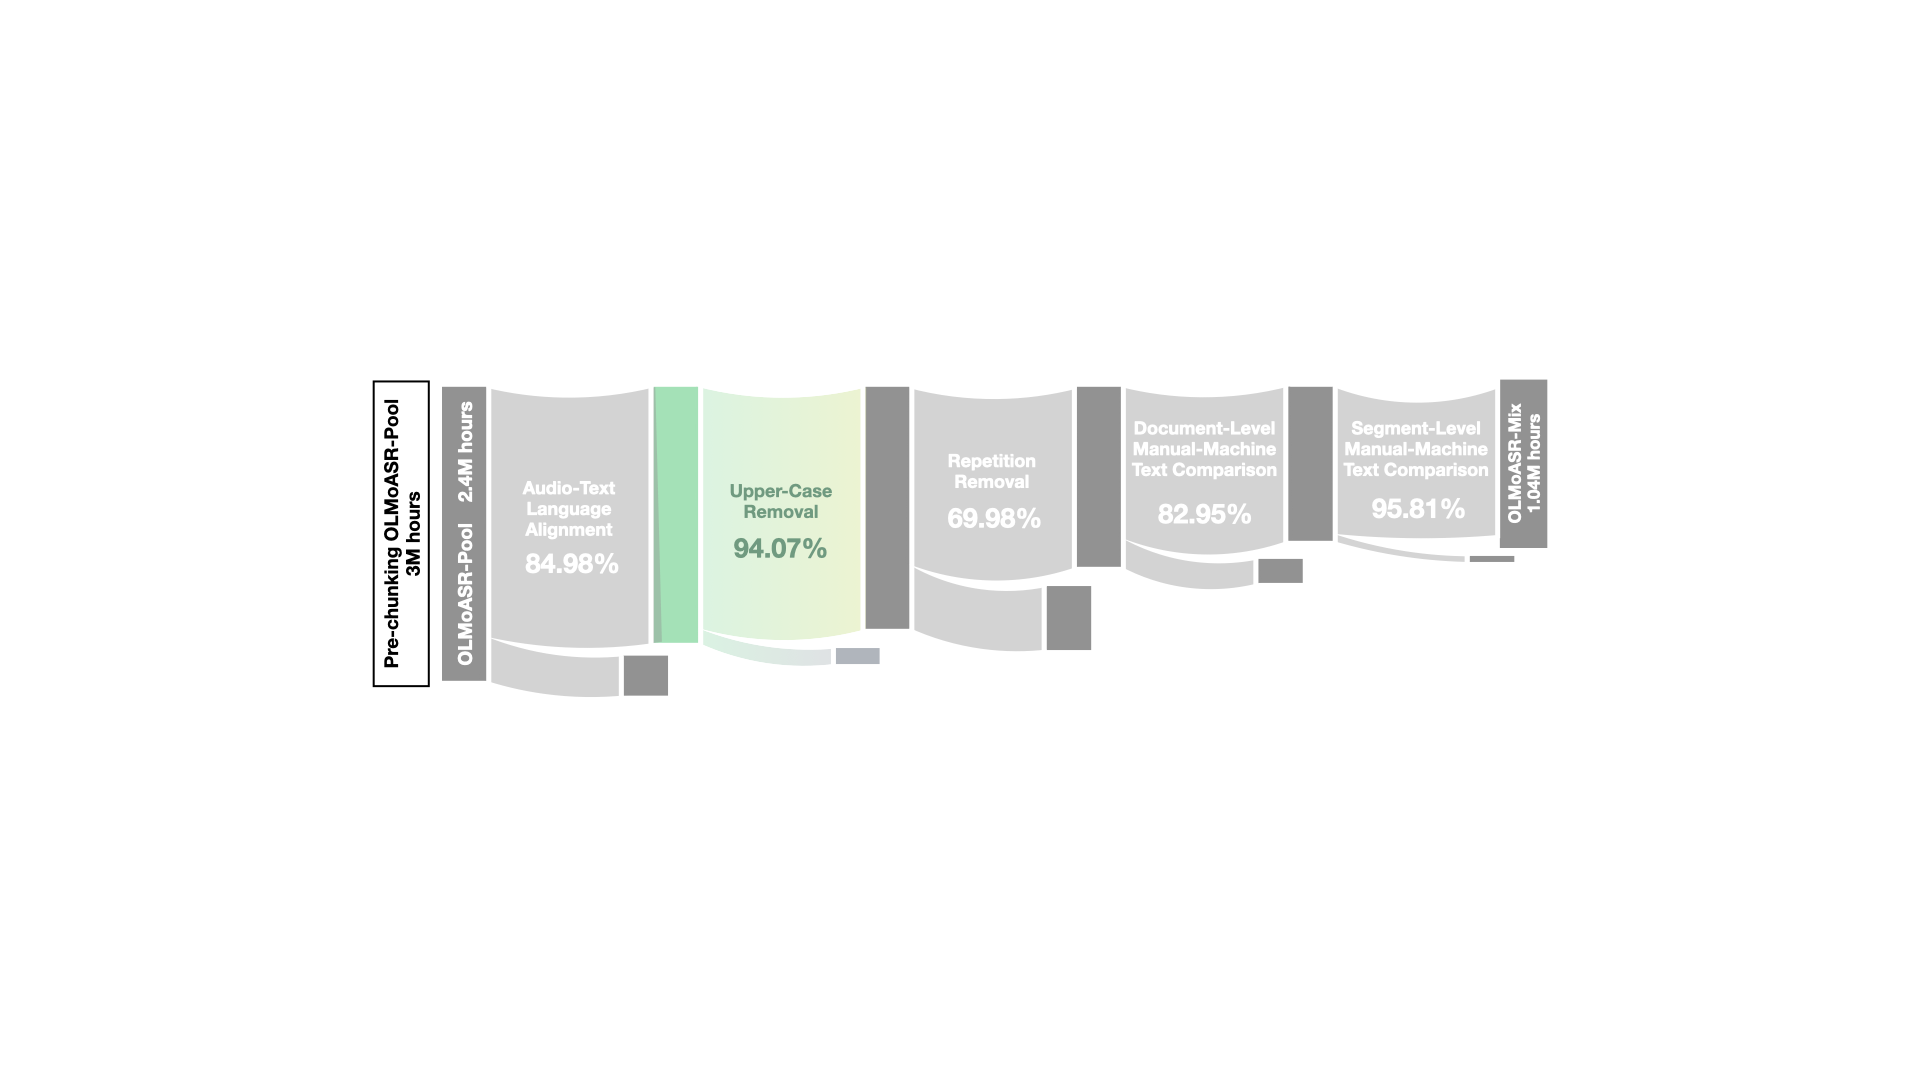 Pre-chunking OLMoASR-Pool
3M hours
OLMoASR-Pool 2.4M hours
Audio-Text
Language
Alignment
84.98%
Upper-Case
Removal
94.07%
Repetition
Removal
69.98%
Document-Level
Manual-Machine
Text Comparison
82.95%
Segment-Level
Manual-Machine
Text Comparison
95.81%
OLMoASR-Mix
1.04M hours